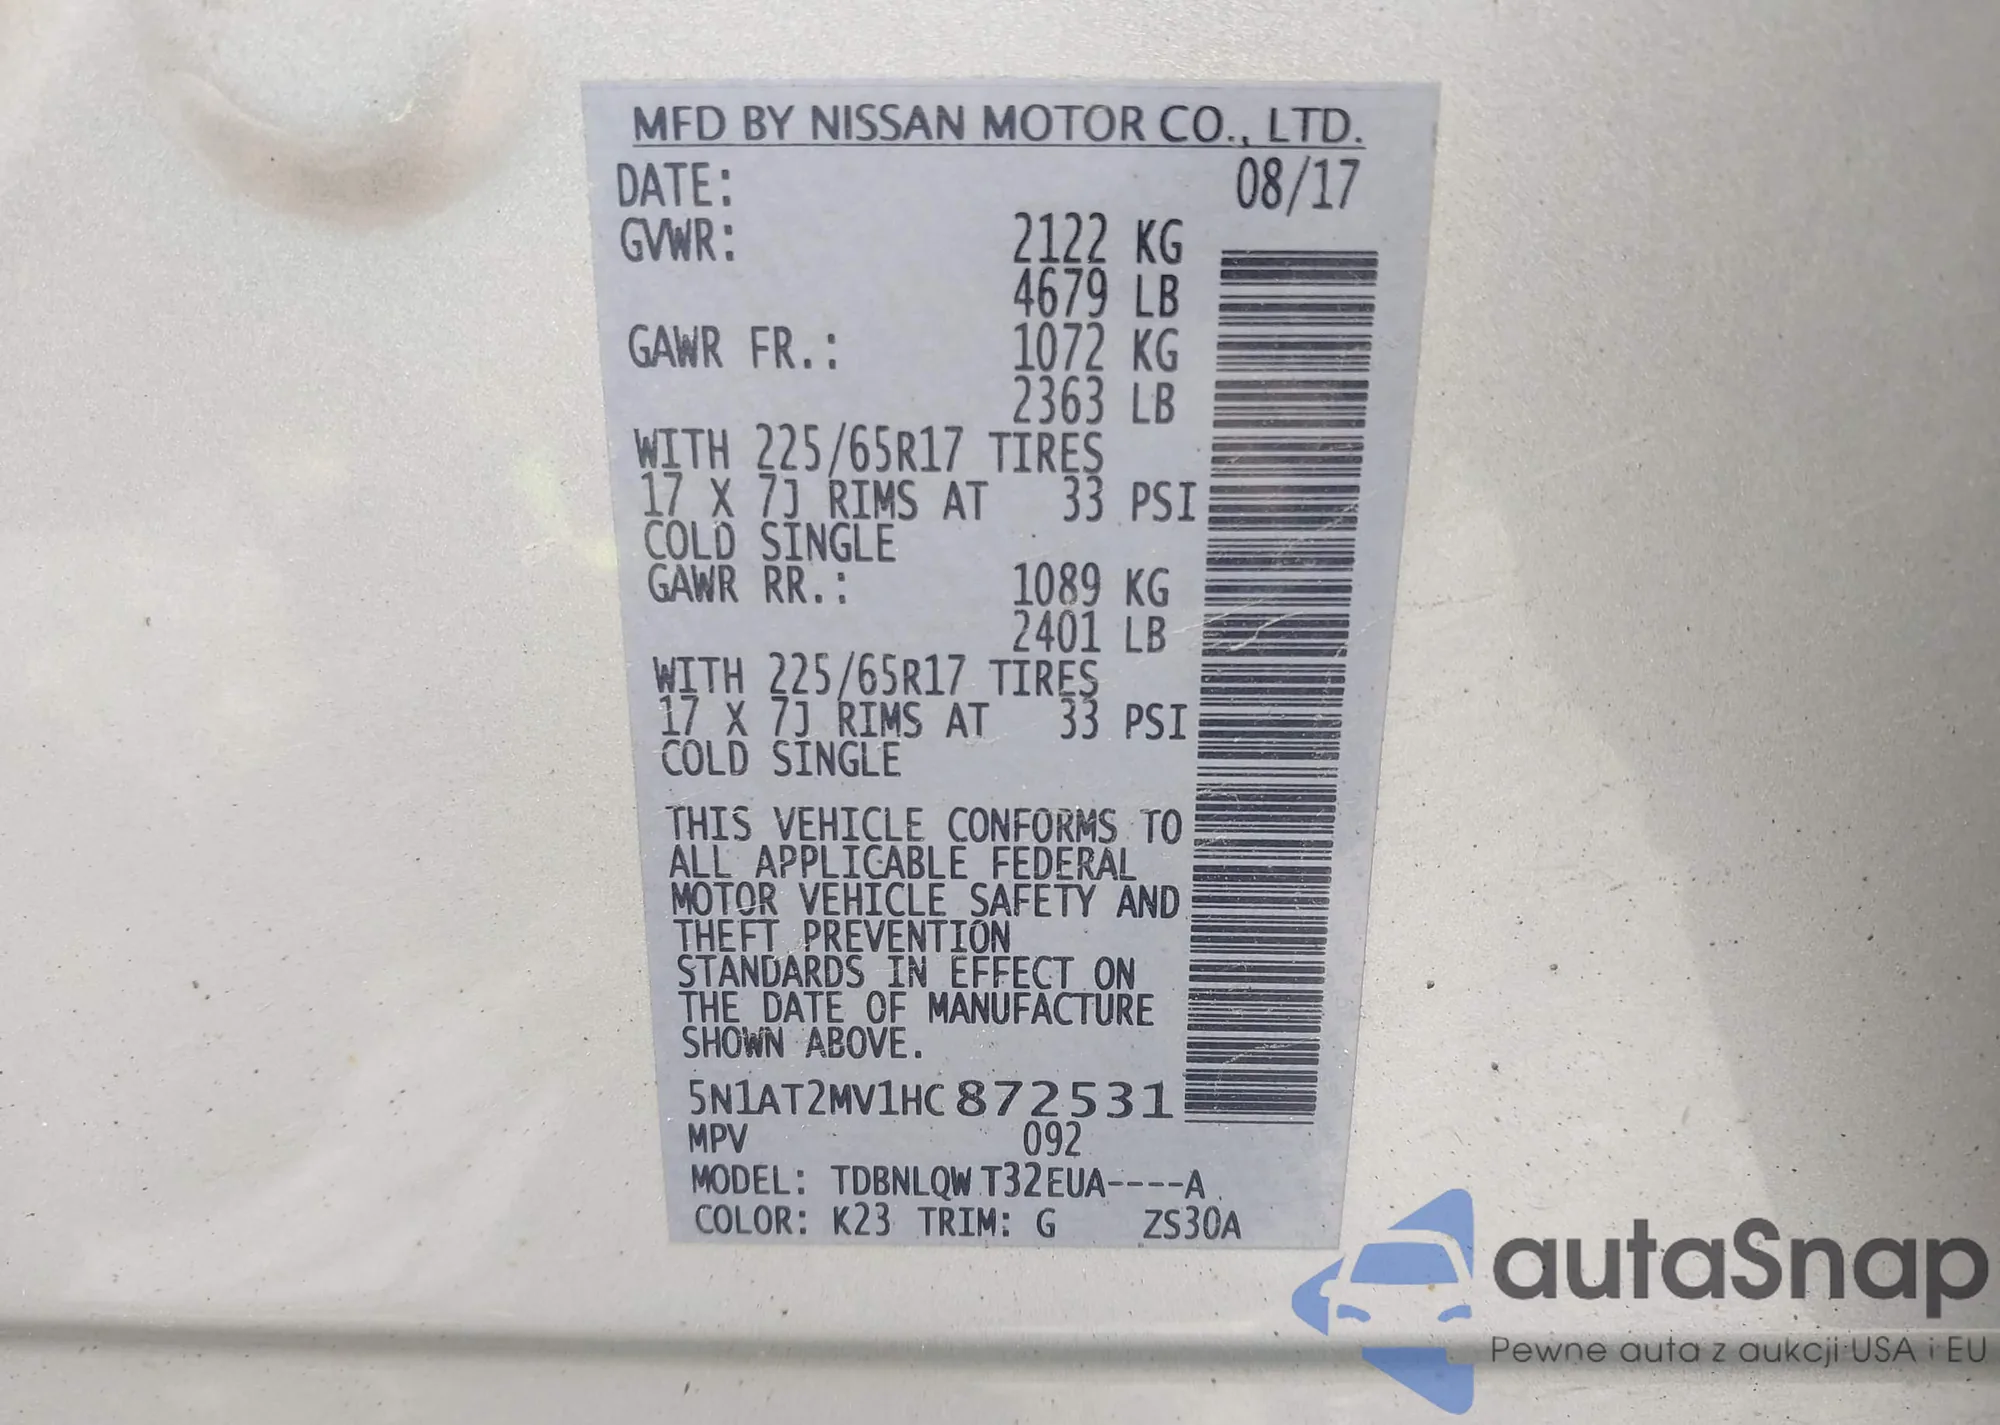 MFD BY NISSAN MOTOR CO., LTD.
DATE: 08/17
GVWR: 2122 KG
4679 LB
GAWR FR.: 1072 KG
2363 LB
WITH 225/65R17 TIRES
17 X 7J RIMS AT 33 PSI
COLD SINGLE
GAWR RR.: 1089 KG
2401 LB
WITH 225/65R17 TIRES
17 X 7J RIMS AT 33 PSI
COLD SINGLE
THIS VEHICLE CONFORMS TO
ALL APPLICABLE FEDERAL
MOTOR VEHICLE SAFETY AND
THEFT PREVENTION
STANDARDS IN EFFECT ON
THE DATE OF MANUFACTURE
SHOWN ABOVE.
5N1AT2MV1HC872531
MPV 092
MODEL: TDBNLQW T32EUA----A
COLOR: K23 TRIM: G ZS30A
autaSnap
Pewne auta z aukcji USA i EU